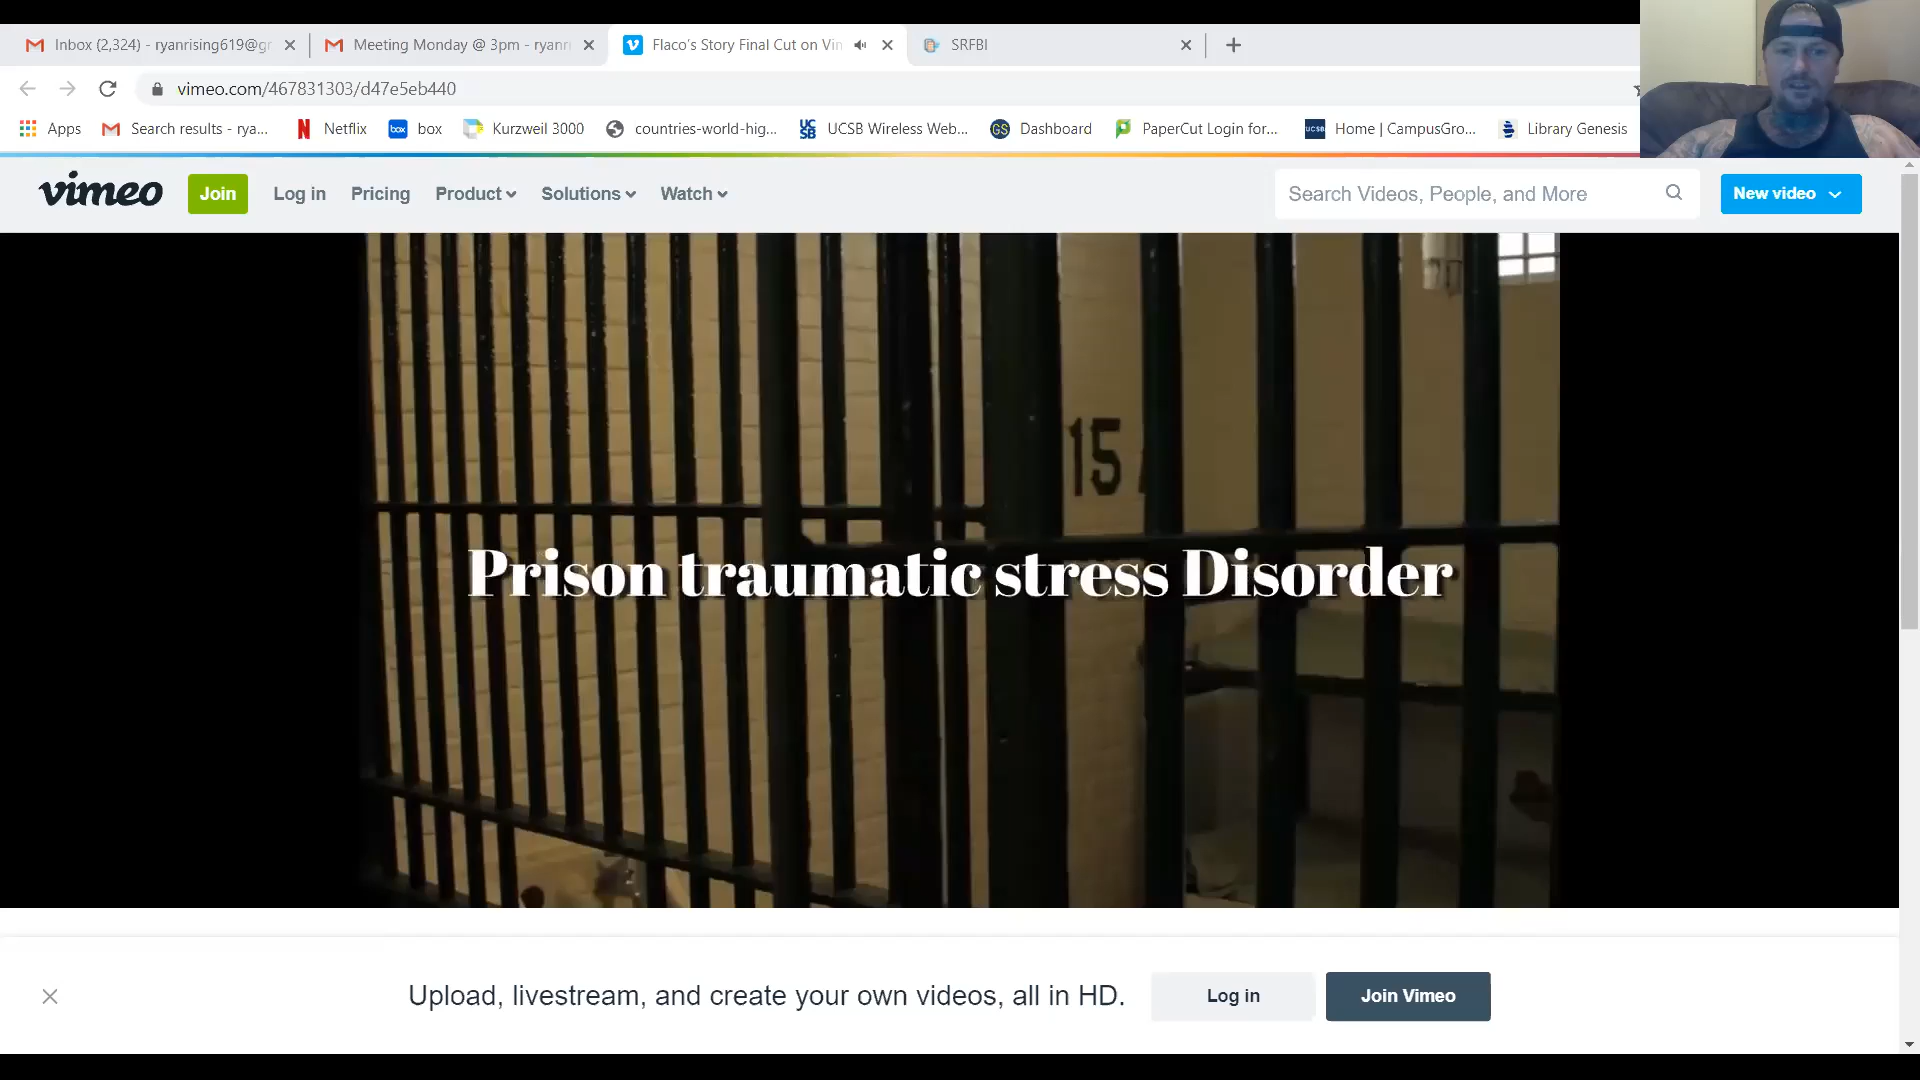 Inbox (2,324) - ryanrising619@gr
Meeting Monday @ 3pm - ryanri
Flaco's Story Final Cut on Vim
SRFBI
vimeo.com/467831303/d47e5eb440
Apps
Search results - rya...
Netflix
box
Kurzweil 3000
countries-world-hig...
UCSB Wireless Web...
Dashboard
PaperCut Login for...
Home | CampusGro...
Library Genesis
vimeo
Join
Log in
Pricing
Product
Solutions
Watch
Search Videos, People, and More
New video
15
Prison traumatic stress Disorder
Upload, livestream, and create your own videos, all in HD.
Log in
Join Vimeo